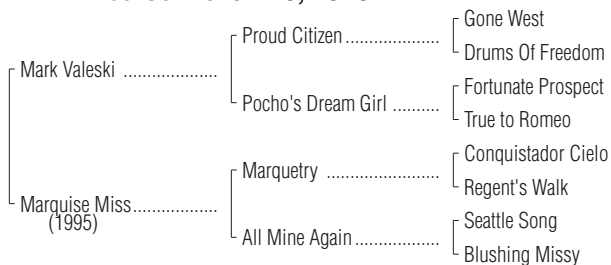 Gone West
Proud Citizen ........................
Drums Of Freedom
Mark Valeski ........................
Fortunate Prospect
Pocho's Dream Girl ............
True to Romeo
Conquistador Cielo
Marquetry .............................
Regent's Walk
Marquise Miss .....................
(1995)
Seattle Song
All Mine Again .....................
Blushing Missy